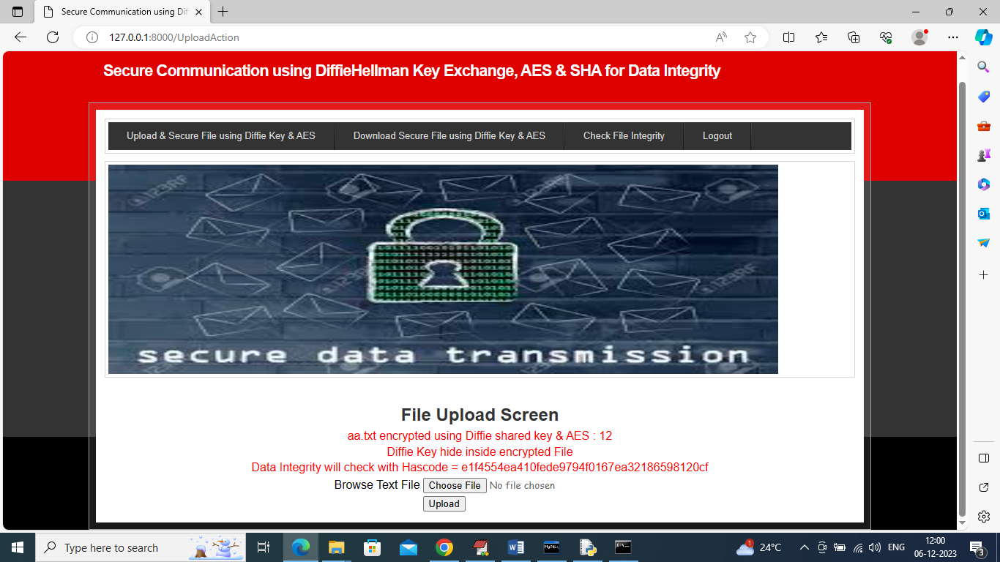 Secure Communication using Dif
127.0.0.1:8000/UploadAction
Secure Communication using DiffieHellman Key Exchange, AES & SHA for Data Integrity
Upload & Secure File using Diffie Key & AES
Download Secure File using Diffie Key & AES
Check File Integrity
Logout
secure data transmission
File Upload Screen
aa.txt encrypted using Diffie shared key & AES : 12
Diffie Key hide inside encrypted File
Data Integrity will check with Hascode = e1f4554ea410fede9794f0167ea32186598120cf
Browse Text File Choose File No file chosen
Upload
Type here to search
1
24°C
ENG
12:00
06-12-2023
3